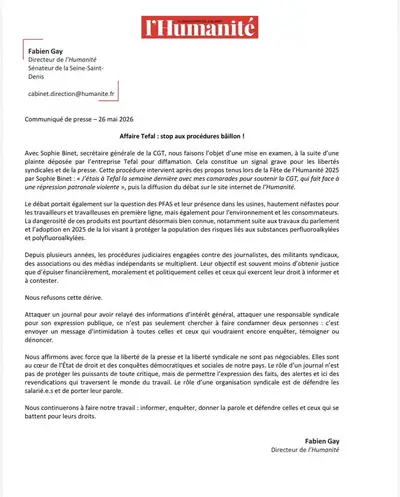 l'Humanité
Fabien Gay
Directeur de l'Humanité
Sénateur de la Seine-Saint-
Denis
cabinet.direction@humanite.fr
Communiqué de presse – 26 mai 2026
Affaire Tefal : stop aux procédures bâillon !
Avec Sophie Binet, secrétaire générale de la CGT, nous faisons l'objet d'une mise en examen, à la suite d'une
plainte déposée par l'entreprise Tefal pour diffamation. Cela constitue un signal grave pour les libertés
syndicales et de la presse. Cette procédure intervient après des propos tenus lors de la Fête de l'Humanité 2025
par Sophie Binet : « J'étais à Tefal la semaine dernière avec mes camarades pour soutenir la CGT, qui fait face à
une répression patronale violente », puis la diffusion du débat sur le site internet de l'Humanité.
Le débat portait également sur la question des PFAS et leur présence dans les usines, hautement néfastes pour
les travailleurs et travailleuses en première ligne, mais également pour l'environnement et les consommateurs.
La dangerosité de ces produits est pourtant désormais bien connue, notamment suite aux travaux du parlement
et l'adoption en 2025 de la loi visant à protéger la population des risques liés aux substances perfluoroalkylées
et polyfluoroalkylées.
Depuis plusieurs années, les procédures judiciaires engagées contre des journalistes, des militants syndicaux,
des associations ou des médias indépendants se multiplient. Leur objectif est souvent moins d'obtenir justice
que d'épuiser financièrement, moralement et politiquement celles et ceux qui exercent leur droit à informer et
à contester.
Nous refusons cette dérive.
Attaquer un journal pour avoir relayé des informations d'intérêt général, attaquer une responsable syndicale
pour son expression publique, ce n'est pas seulement chercher à faire condamner deux personnes : c'est
envoyer un message d'intimidation à toutes celles et ceux qui voudraient encore enquêter, témoigner ou
dénoncer.
Nous affirmons avec force que la liberté de la presse et la liberté syndicale ne sont pas négociables. Elles sont
au cœur de l'État de droit et des conquêtes démocratiques et sociales de notre pays. Le rôle d'un journal n'est
pas de protéger les puissants de toute critique, mais de permettre l'expression des faits, des alertes et ici des
revendications qui traversent le monde du travail. Le rôle d'une organisation syndicale est de défendre les
salarié.e.s et de porter leur parole.
Nous continuerons à faire notre travail : informer, enquêter, donner la parole et défendre celles et ceux qui se
battent pour leurs droits.
Fabien Gay
Directeur de l'Humanité